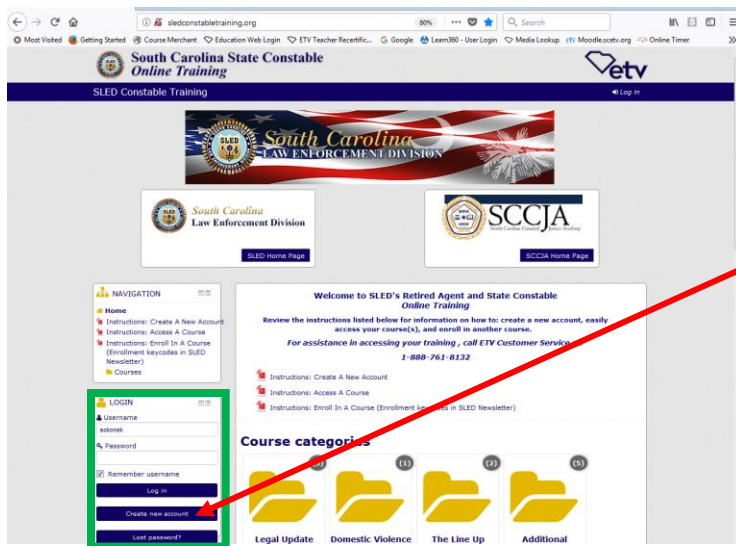 sledconstabletraining.org
80%
Search
Most Visited Getting Started Course Merchant Education Web Login ETV Teacher Recertific... Google Learn360 - User Login Media Lookup Moodle.scetv.org Online Timer
South Carolina State Constable
Online Training
etv
SLED Constable Training
Log in
SLED
South Carolina
LAW ENFORCEMENT DIVISION
South Carolina
Law Enforcement Division
SLED Home Page
SCCJA
South Carolina Criminal Justice Academy
SCCJA Home Page
NAVIGATION
Home
Instructions: Create A New Account
Instructions: Access A Course
Instructions: Enroll In A Course
(Enrollment keycodes in SLED
Newsletter)
Courses
LOGIN
Username
sokonek
Password
Remember username
Log in
Create new account
Lost password?
Welcome to SLED's Retired Agent and State Constable
Online Training
Review the instructions listed below for information on how to: create a new account, easily
access your course(s), and enroll in another course.
For assistance in accessing your training , call ETV Customer Service
1-888-761-8132
Instructions: Create A New Account
Instructions: Access A Course
Instructions: Enroll In A Course (Enrollment keycodes in SLED Newsletter)
Course categories
(1)
(2)
(5)
Legal Update
Domestic Violence
The Line Up
Additional